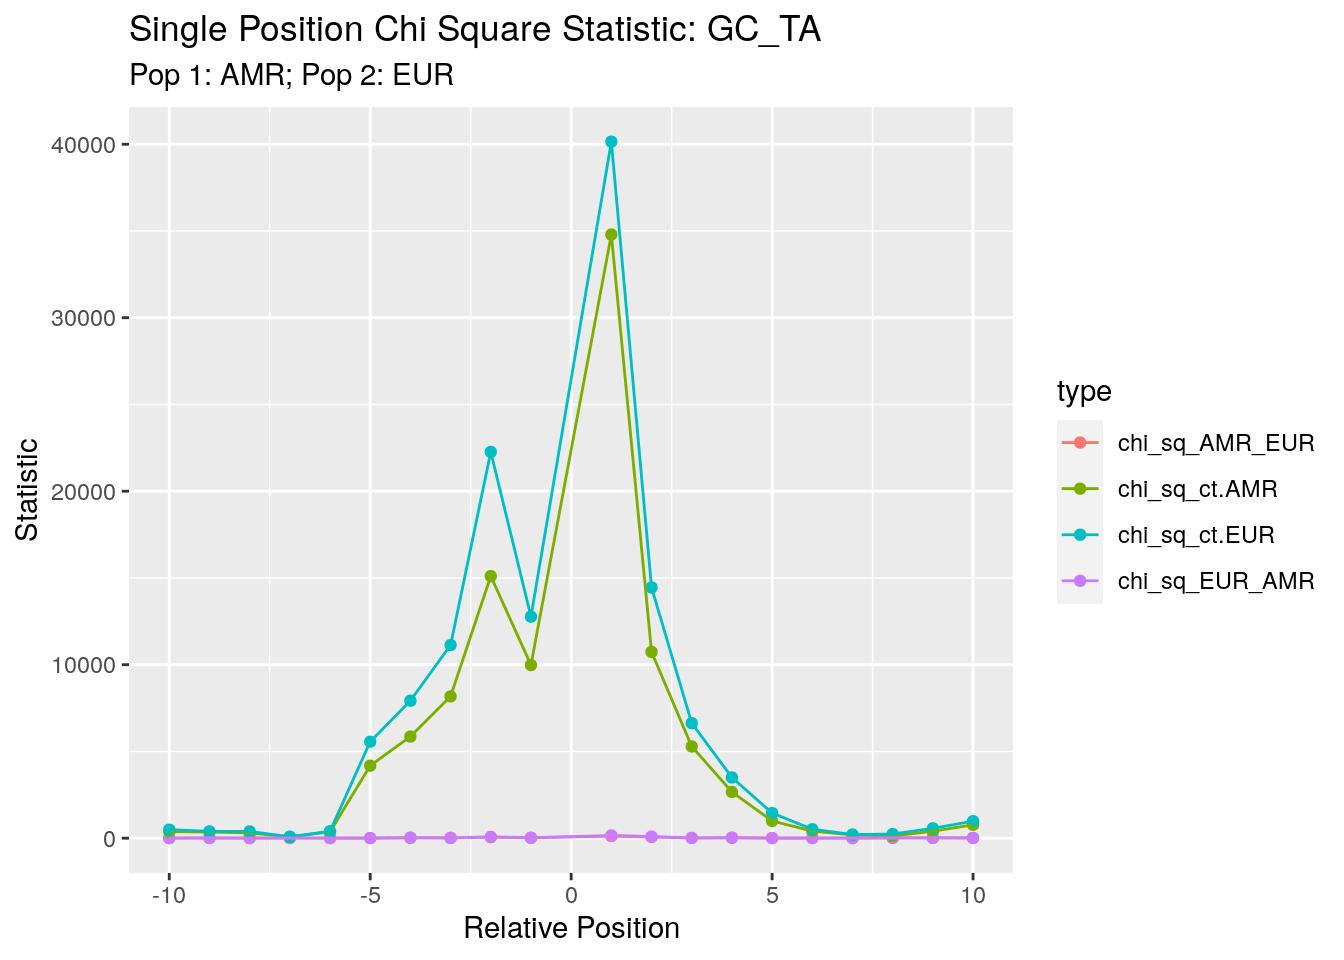 Single Position Chi Square Statistic: GC_TA
Pop 1: AMR; Pop 2: EUR
40000
30000
20000
10000
0
Statistic
-10
-5
0
5
10
Relative Position
type
chi_sq_AMR_EUR
chi_sq_ct.AMR
chi_sq_ct.EUR
chi_sq_EUR_AMR